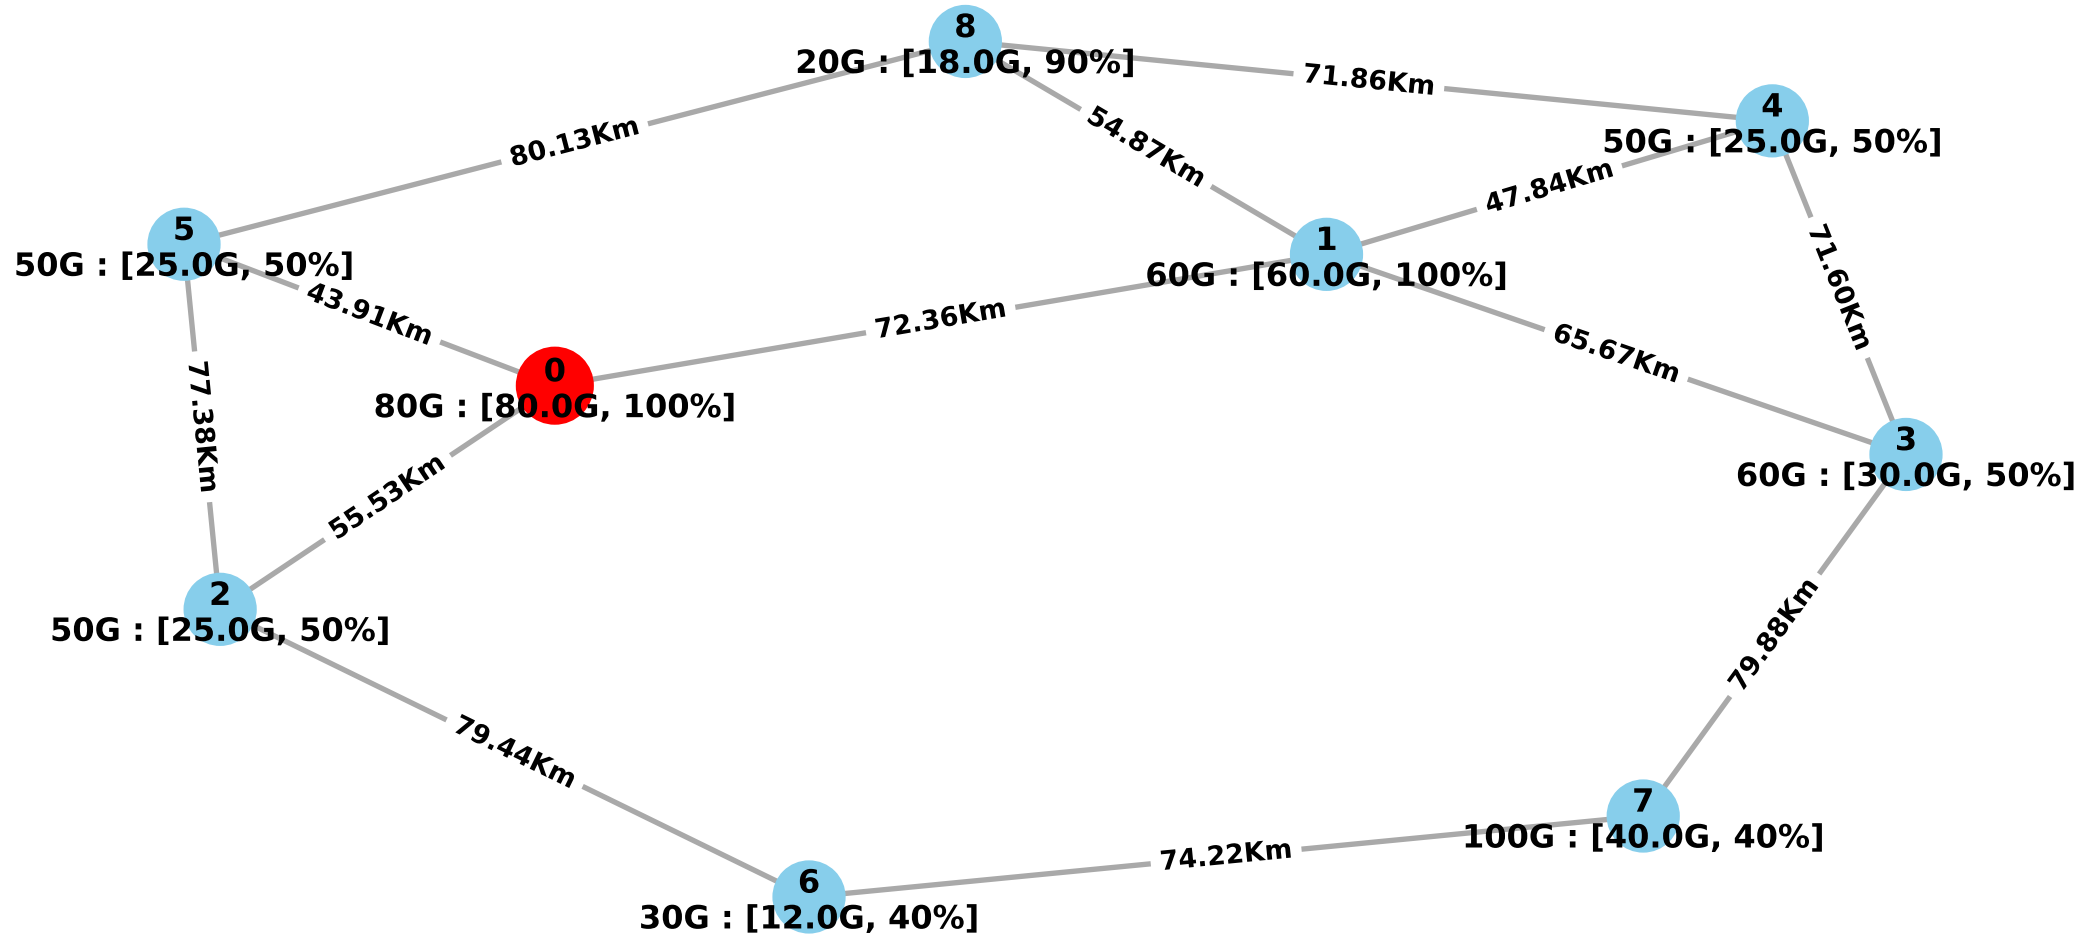 8
20G : [18.0G, 90%]
71.86Km
4
50G : [25.0G, 50%]
80.13Km
54.87Km
47.84Km
5
50G : [25.0G, 50%]
1
60G : [60.0G, 100%]
71.60Km
43.91Km
72.36Km
65.67Km
0
80G : [80.0G, 100%]
77.38Km
3
60G : [30.0G, 50%]
55.53Km
2
50G : [25.0G, 50%]
79.88Km
79.44Km
7
100G : [40.0G, 40%]
74.22Km
6
30G : [12.0G, 40%]